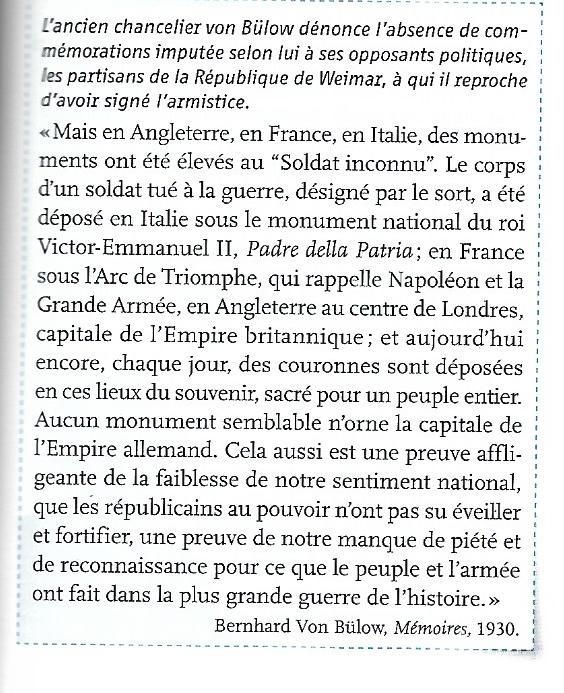 L'ancien chancelier von Bülow dénonce l'absence de com-
mémorations imputée selon lui à ses opposants politiques,
les partisans de la République de Weimar, à qui il reproche
d'avoir signé l'armistice.
« Mais en Angleterre, en France, en Italie, des monu-
ments ont été élevés au “Soldat inconnu”. Le corps
d'un soldat tué à la guerre, désigné par le sort, a été
déposé en Italie sous le monument national du roi
Victor-Emmanuel II, Padre della Patria ; en France
sous l'Arc de Triomphe, qui rappelle Napoléon et la
Grande Armée, en Angleterre au centre de Londres,
capitale de l'Empire britannique ; et aujourd'hui
encore, chaque jour, des couronnes sont déposées
en ces lieux du souvenir, sacré pour un peuple entier.
Aucun monument semblable n'orne la capitale de
l'Empire allemand. Cela aussi est une preuve affli-
geante de la faiblesse de notre sentiment national,
que les républicains au pouvoir n'ont pas su éveiller
et fortifier, une preuve de notre manque de piété et
de reconnaissance pour ce que le peuple et l'armée
ont fait dans la plus grande guerre de l'histoire. »
Bernhard Von Bülow, Mémoires, 1930.